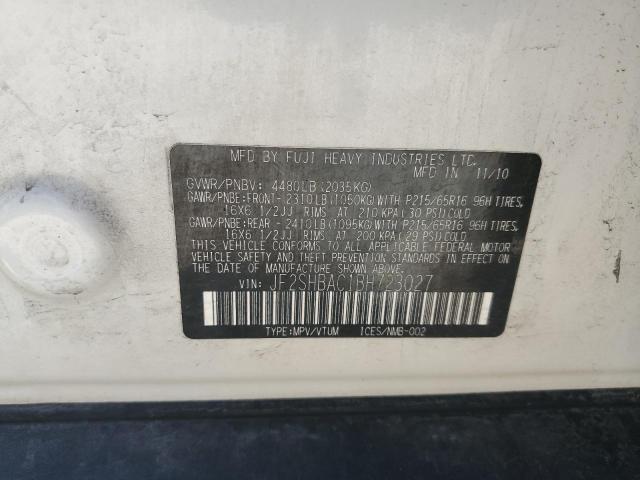 MFD BY FUJI HEAVY INDUSTRIES LTD.
MFD IN 11/10
GVWR/PNBV: 4480LB(2035KG)
GAWR/PNBE:FRONT-2310LB(1050KG)WITH P215/65R16 96H TIRES,
16X6 1/2JJ RIMS AT 210 KPA(30 PSI)COLD
GAWR/PNBE:REAR -2410LB(1095KG)WITH P215/65R16 96H TIRES,
16X6 1/2JJ RIMS AT 200 KPA(29 PSI)COLD
THIS VEHICLE CONFORMS TO ALL APPLICABLE FEDERAL MOTOR
VEHICLE SAFETY AND THEFT PREVENTION STANDARDS IN EFFECT
ON THE DATE OF MANUFACTURE SHOWN ABOVE.
VIN: JF2SHBAC1BH723027
TYPE:MPV/VTUM ICES/NMB-002